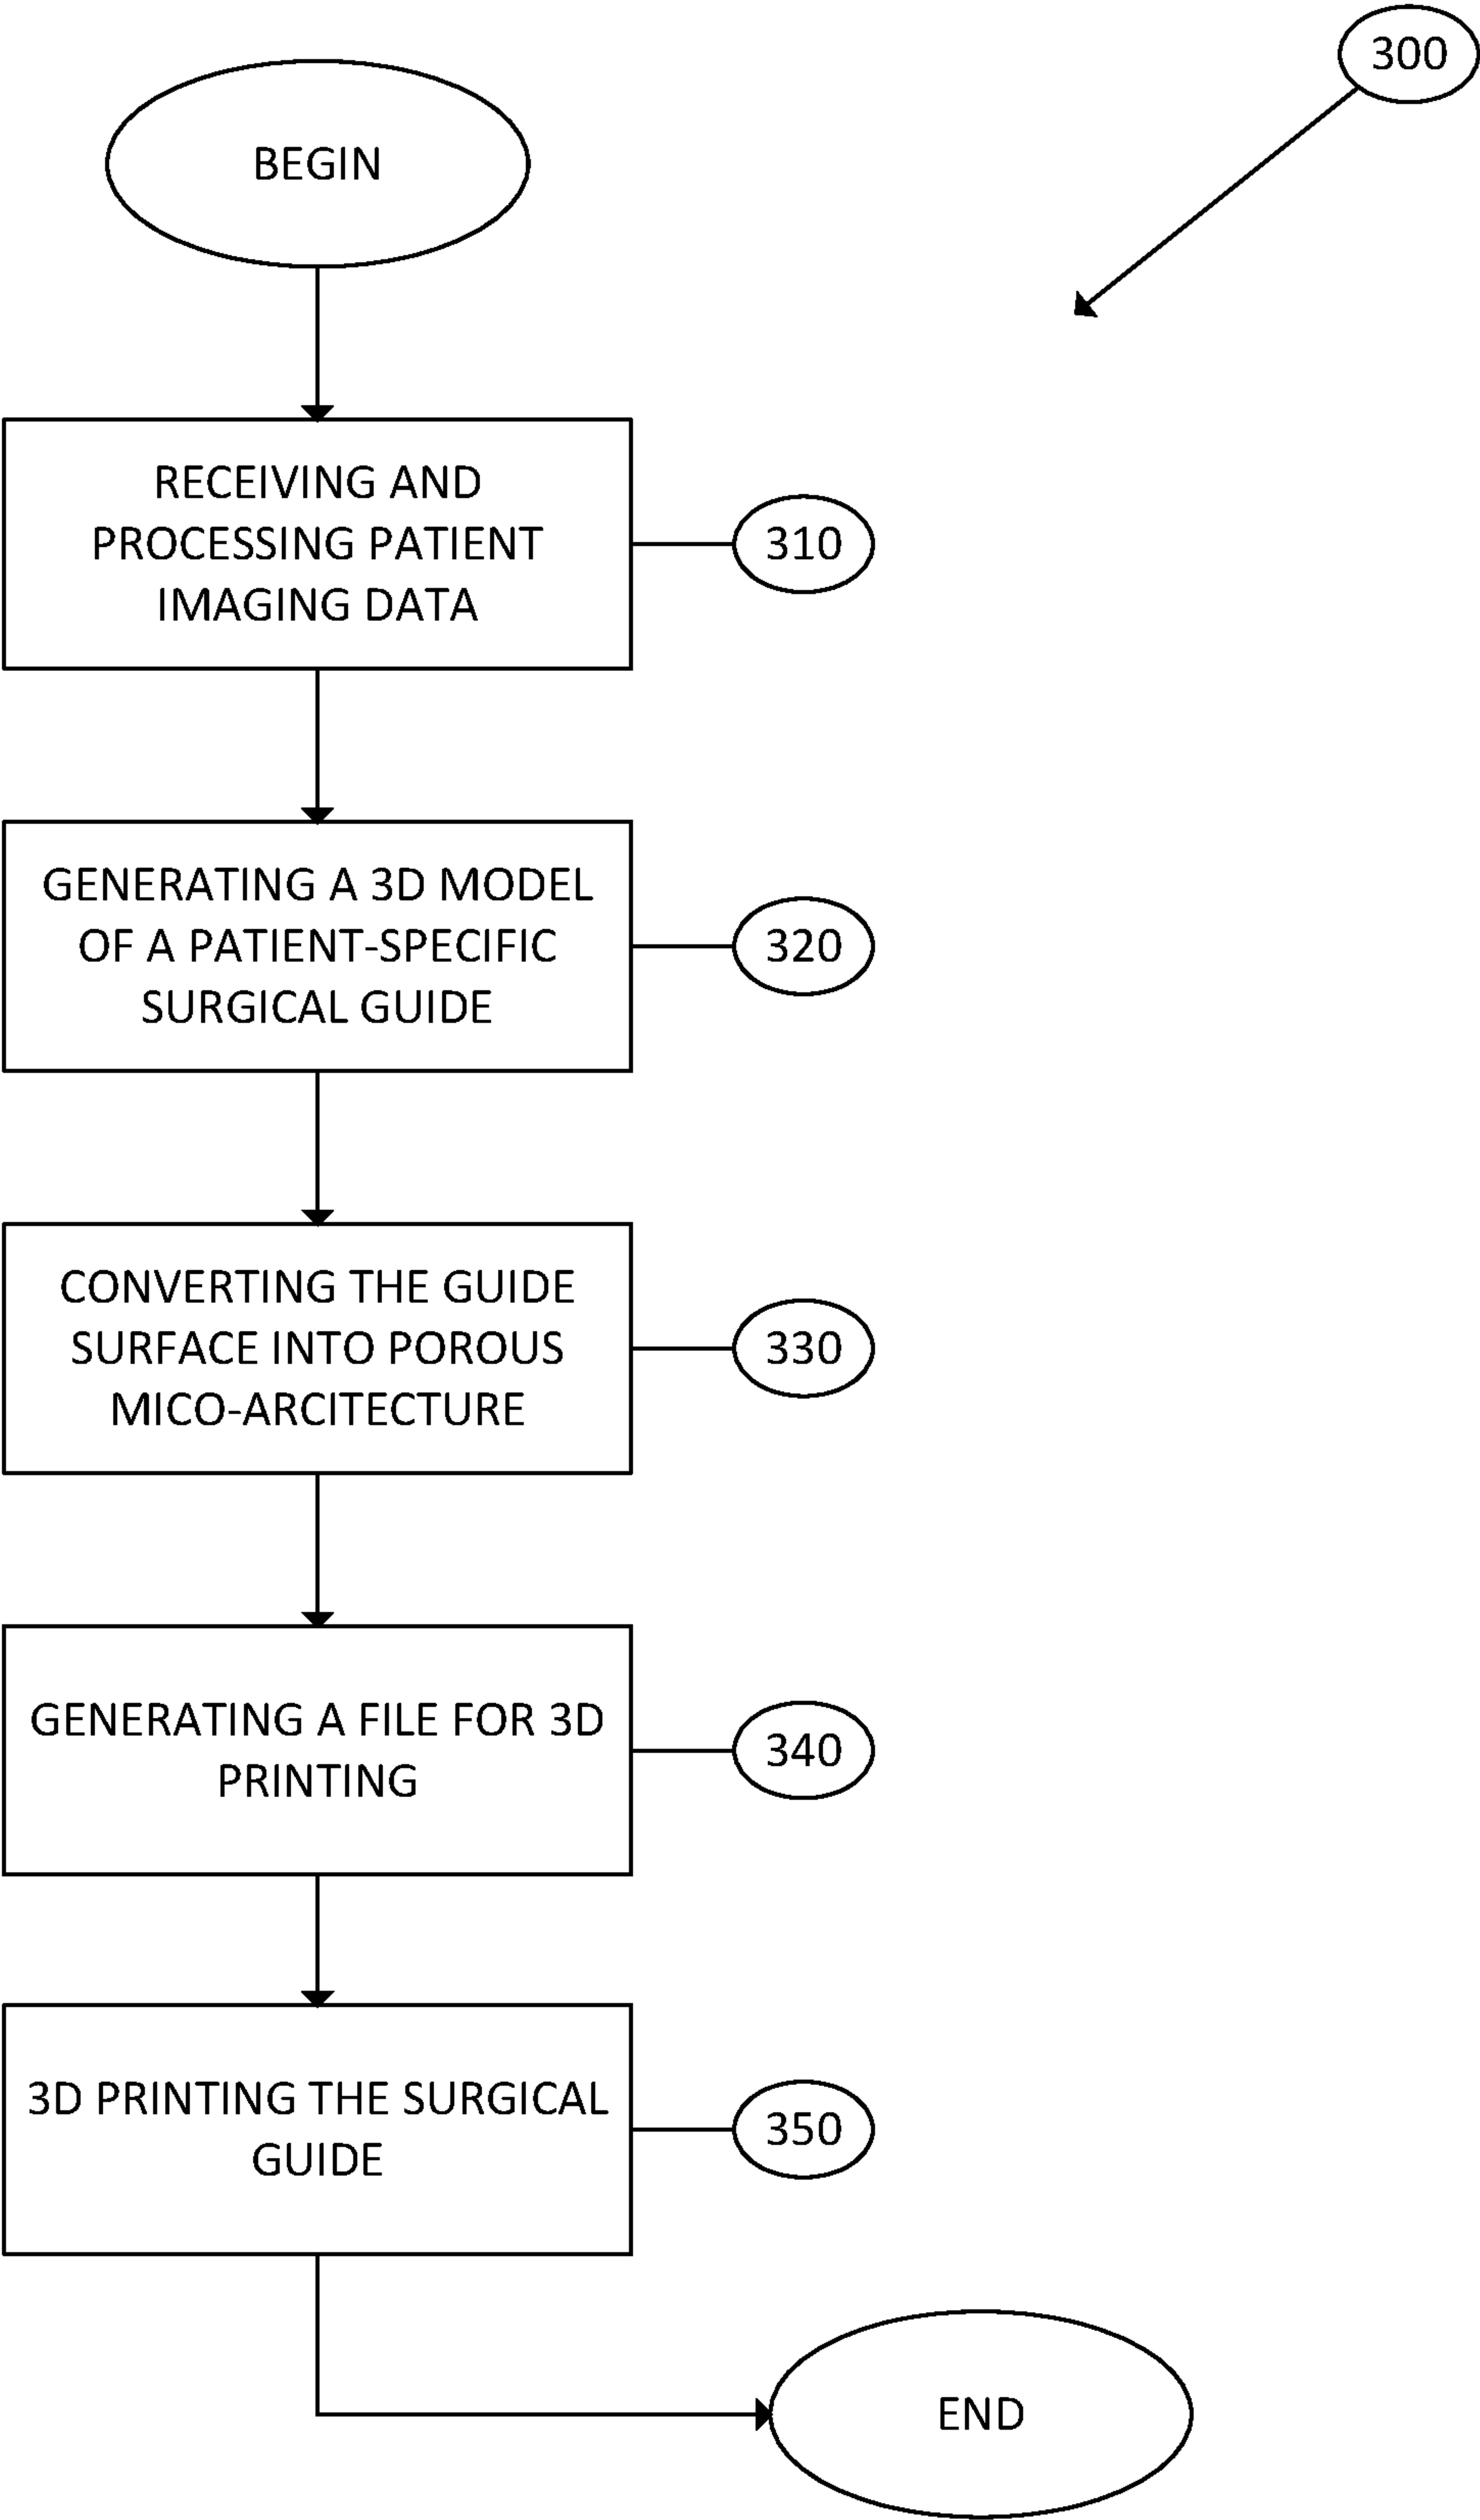 300
BEGIN
RECEIVING AND
PROCESSING PATIENT
IMAGING DATA
310
GENERATING A 3D MODEL
OF A PATIENT-SPECIFIC
SURGICAL GUIDE
320
CONVERTING THE GUIDE
SURFACE INTO POROUS
MICO-ARCITECTURE
330
GENERATING A FILE FOR 3D
PRINTING
340
3D PRINTING THE SURGICAL
GUIDE
350
END